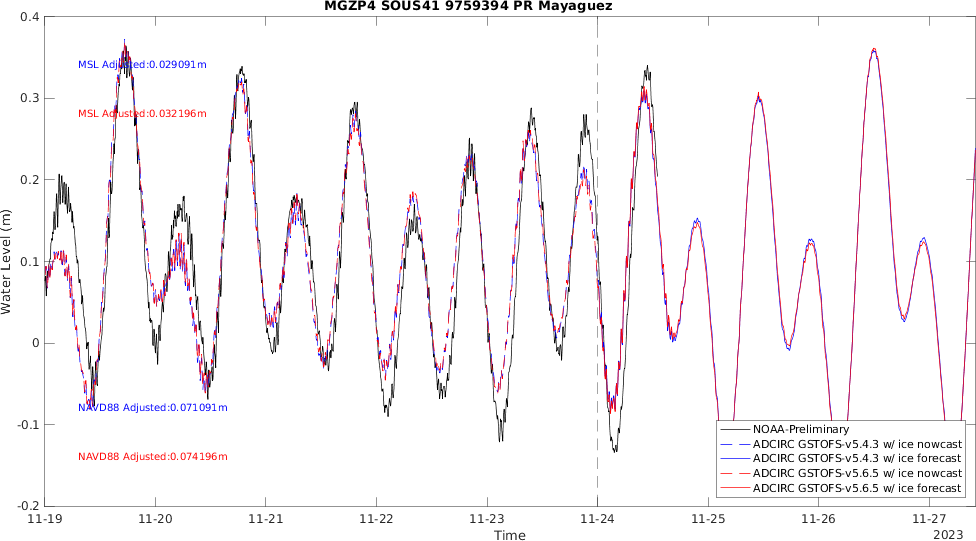 MGZP4 SOUS41 9759394 PR Mayaguez
0.4
0.3
0.2
0.1
0
-0.1
-0.2
Water Level (m)
MSL Adjusted:0.029091m
MSL Adjusted:0.032196m
NAVD88 Adjusted:0.071091m
NAVD88 Adjusted:0.074196m
NOAA-Preliminary
ADCIRC GSTOFS-v5.4.3 w/ ice nowcast
ADCIRC GSTOFS-v5.4.3 w/ ice forecast
ADCIRC GSTOFS-v5.6.5 w/ ice nowcast
ADCIRC GSTOFS-v5.6.5 w/ ice forecast
11-19 11-20 11-21 11-22 11-23 11-24 11-25 11-26 11-27
Time
2023